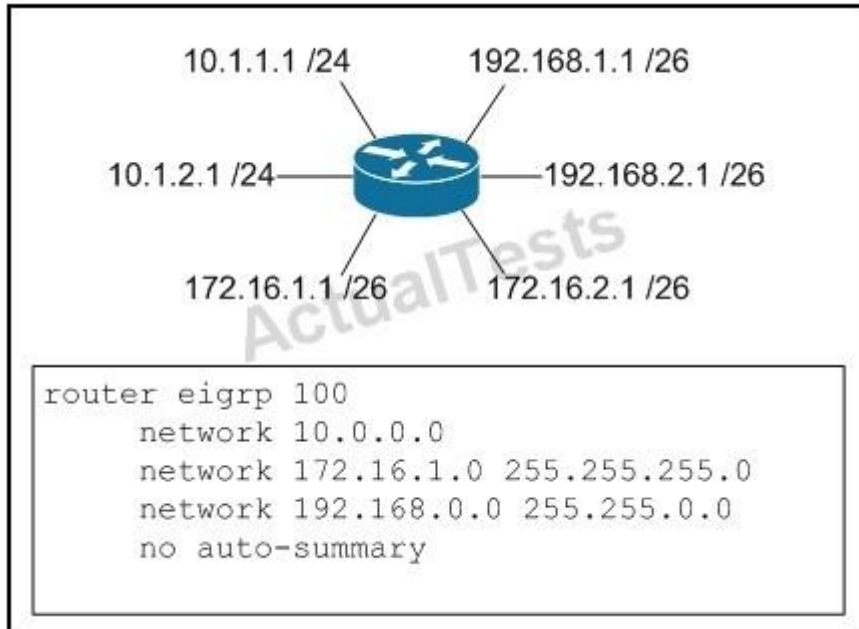 10.1.1.1 /24
192.168.1.1 /26
10.1.2.1 /24
192.168.2.1 /26
172.16.1.1 /26
172.16.2.1 /26
ActualTests
router eigrp 100
network 10.0.0.0
network 172.16.1.0 255.255.255.0
network 192.168.0.0 255.255.0.0
no auto-summary